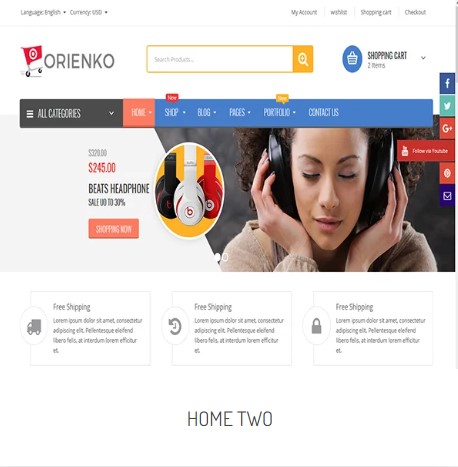 Language: English Currency: USD My Account wishlist Shopping cart Checkout
ORIENKO
Search Products...
SHOPPING CART
2 items
New
New
ALL CATEGORIES HOME SHOP BLOG PAGES PORTFOLIO CONTACT US
G+
Follow via Youtube
$320.00
$245.00
BEATS HEADPHONE
SALE UO TO 30%
SHOPPING NOW
Free Shipping
Lorem ipsum dolor sit amet, consectetur
adipiscing elit. Pellentesque eleifend
libero felis, at interdum lorem efficitur
et.
Free Shipping
Lorem ipsum dolor sit amet, consectetur
adipiscing elit. Pellentesque eleifend
libero felis, at interdum lorem efficitur
et.
Free Shipping
Lorem ipsum dolor sit amet, consectetur
adipiscing elit. Pellentesque eleifend
libero felis, at interdum lorem efficitur
et.
HOME TWO